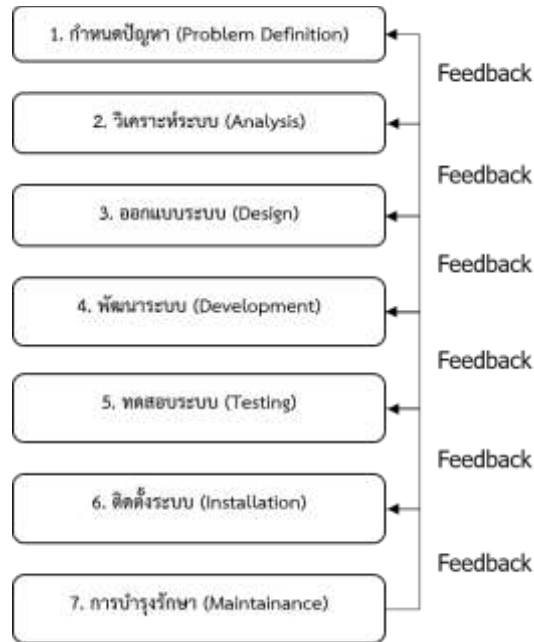 1. กำหนดปัญหา (Problem Definition)
Feedback
2. วิเคราะห์ระบบ (Analysis)
Feedback
3. ออกแบบระบบ (Design)
Feedback
4. พัฒนาระบบ (Development)
Feedback
5. ทดสอบระบบ (Testing)
Feedback
6. ติดตั้งระบบ (Installation)
Feedback
7. การบำรุงรักษา (Maintainance)